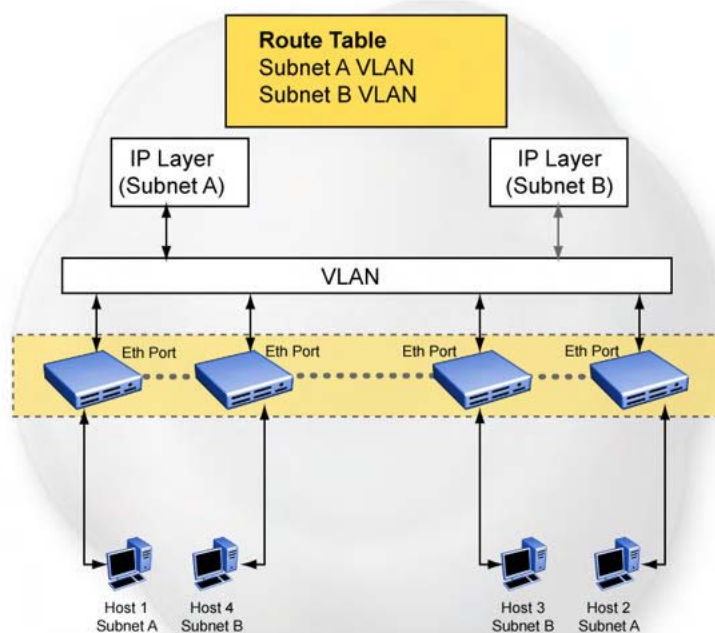 Route Table
Subnet A VLAN
Subnet B VLAN
IP Layer
(Subnet A)
IP Layer
(Subnet B)
VLAN
Eth Port
Eth Port
Eth Port
Eth Port
Host 1
Subnet A
Host 4
Subnet B
Host 3
Subnet B
Host 2
Subnet A